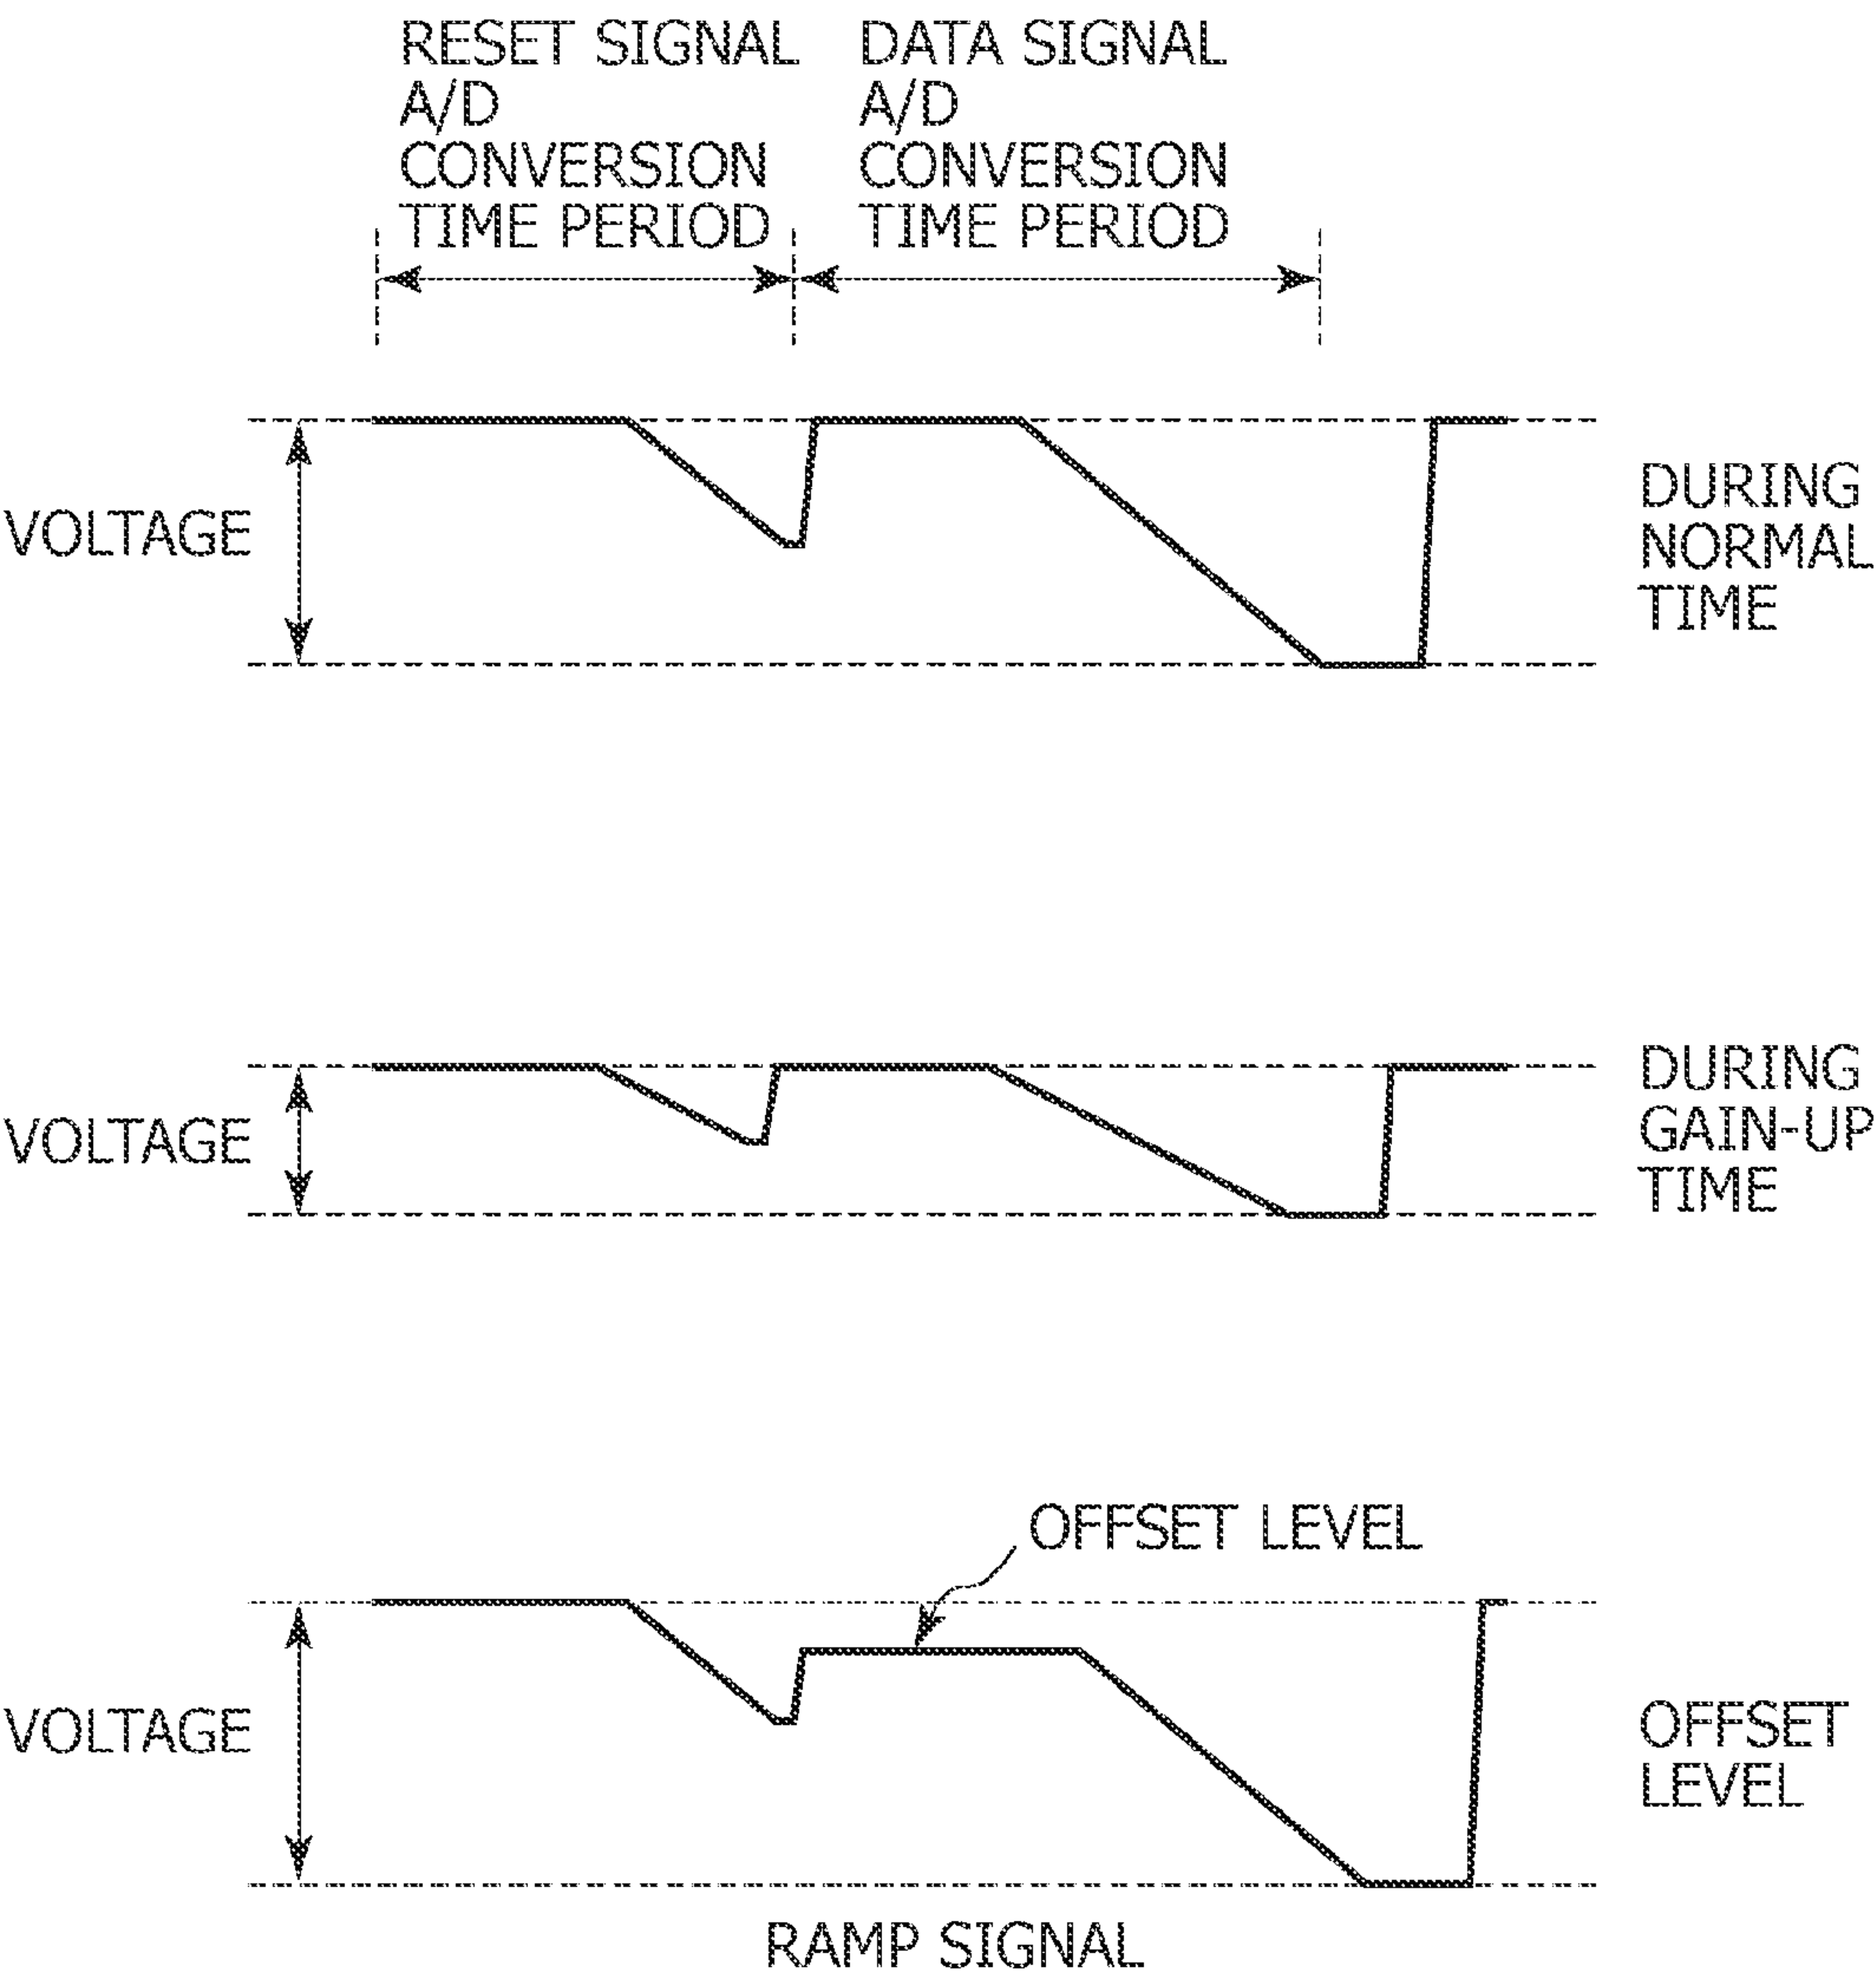 RESET SIGNAL
A/D
CONVERSION
TIME PERIOD
DATA SIGNAL
A/D
CONVERSION
TIME PERIOD
VOLTAGE
DURING
NORMAL
TIME
VOLTAGE
DURING
GAIN-UP
TIME
OFFSET LEVEL
VOLTAGE
OFFSET
LEVEL
RAMP SIGNAL